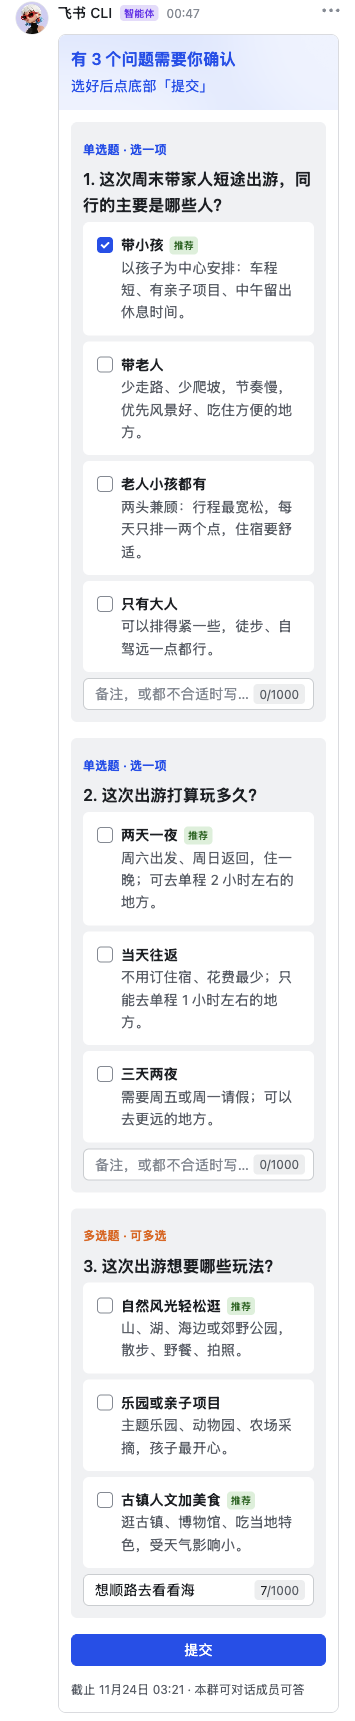 飞书 CLI 智能体 00:47
有 3 个问题需要你确认
选好后点底部「提交」
单选题 · 选一项
1. 这次周末带家人短途出游，同
行的主要是哪些人?
带小孩 推荐
以孩子为中心安排：车程
短、有亲子项目、中午留出
休息时间。
带老人
少走路、少爬坡，节奏慢，
优先风景好、吃住方便的地
方。
老人小孩都有
两头兼顾：行程最宽松，每
天只排一两个点，住宿要舒
适。
只有大人
可以排得紧一些，徒步、自
驾远一点都行。
备注，或都不合适时写... 0/1000
单选题 · 选一项
2. 这次出游打算玩多久?
两天一夜 推荐
周六出发、周日返回，住一
晚；可去单程 2 小时左右的
地方。
当天往返
不用订住宿、花费最少；只
能去单程 1 小时左右的地
方。
三天两夜
需要周五或周一请假；可以
去更远的地方。
备注，或都不合适时写... 0/1000
多选题 · 可多选
3. 这次出游想要哪些玩法?
自然风光轻松逛 推荐
山、湖、海边或郊野公园，
散步、野餐、拍照。
乐园或亲子项目
主题乐园、动物园、农场采
摘，孩子最开心。
古镇人文加美食 推荐
逛古镇、博物馆、吃当地特
色，受天气影响小。
想顺路去看看海 7/1000
提交
截止 11月24日 03:21 · 本群可对话成员可答